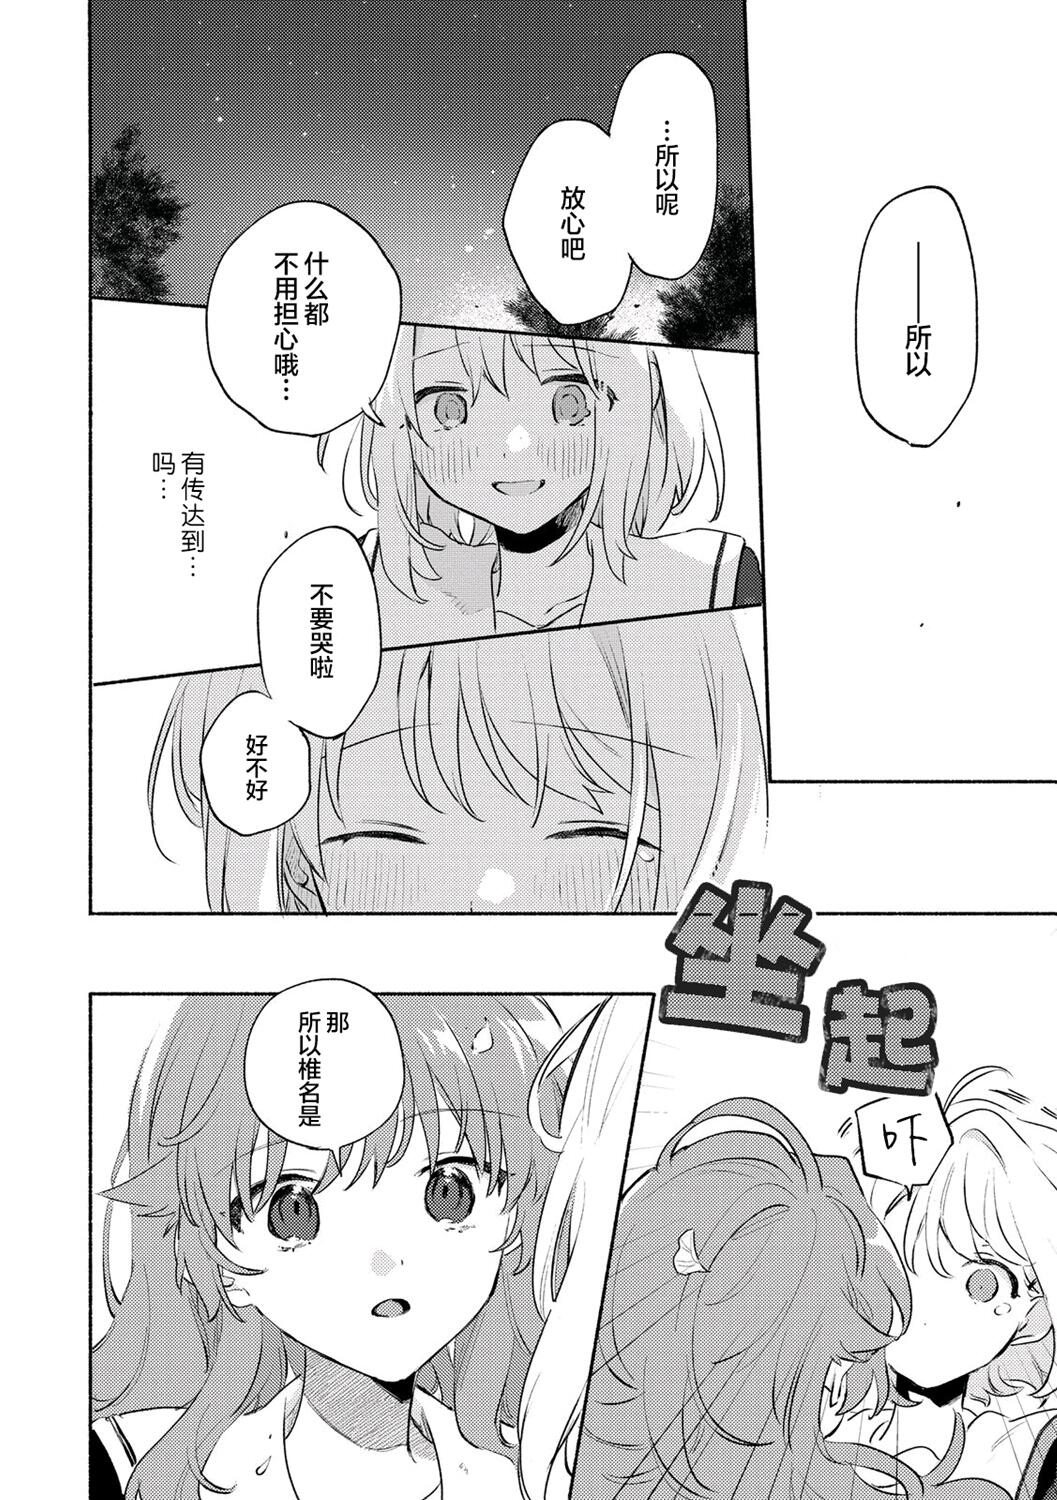 ——所以
…所以呢
放心吧
什么都
不用担心哦…
有传达到…
吗…
不要哭啦
好不好
坐起
吓
那
所以椎名是